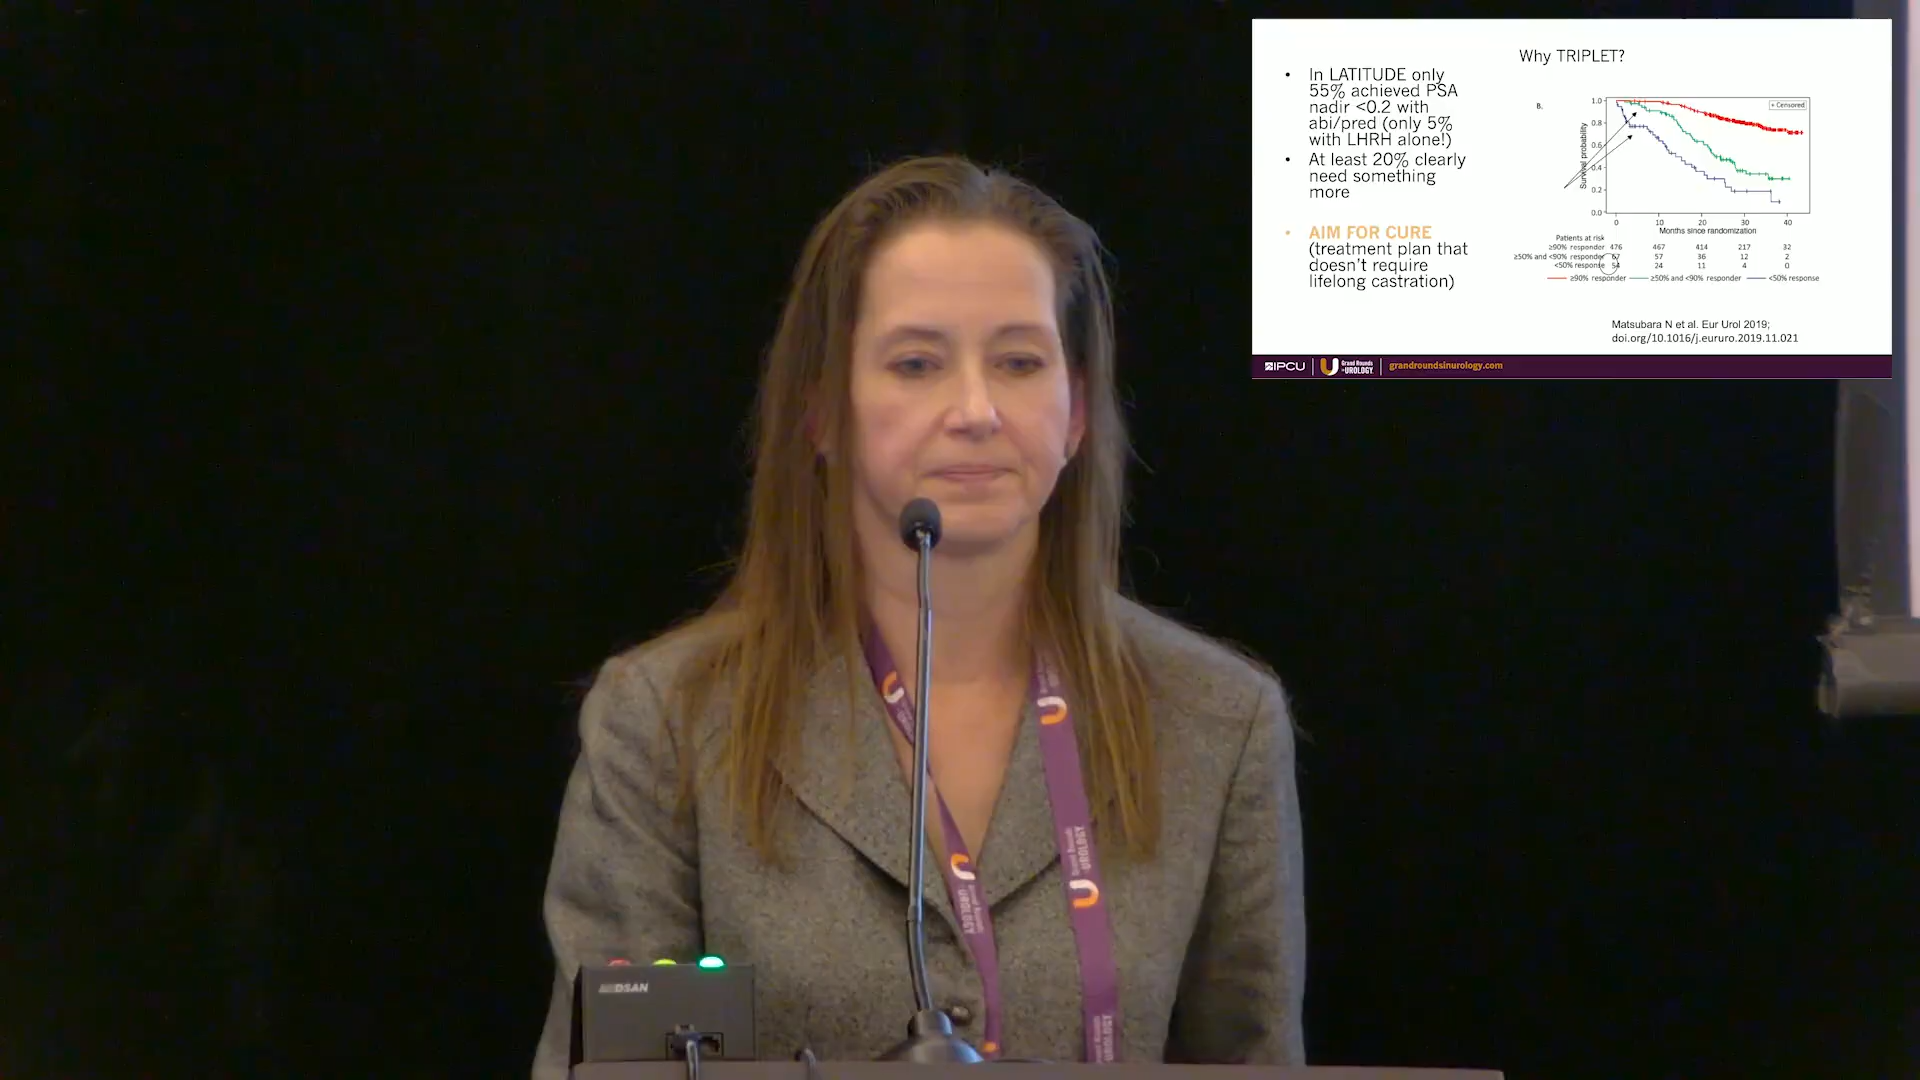 Why TRIPLET?
• In LATITUDE only
55% achieved PSA
nadir <0.2 with
abi/pred (only 5%
with LHRH alone!)
• At least 20% clearly
need something
more
• AIM FOR CURE
(treatment plan that
doesn't require
lifelong castration)
B.
+ Censored
Survival probability
1.0
0.8
0.6
0.4
0.2
0.0
0 10 20 30 40
Months since randomization
Patients at risk
≥90% responder 476 467 414 217 32
≥50% and <90% responder 67 57 36 12 2
<50% response 54 24 11 4 0
≥90% responder ≥50% and <90% responder <50% response
Matsubara N et al. Eur Urol 2019;
doi.org/10.1016/j.eururo.2019.11.021
IPCU Grand Rounds in UROLOGY grandroundsinurology.com
Grand Rounds
UROLOGY
Grand Rounds
UROLOGY
DSAN